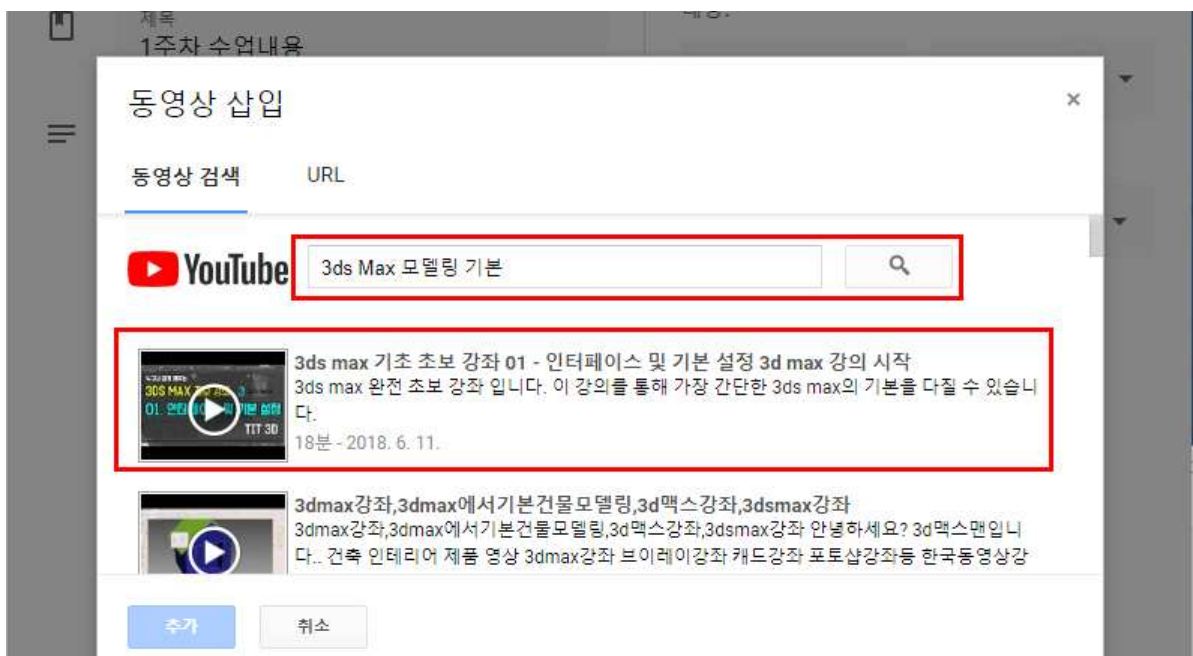 제목
1주차 수업내용
동영상 삽입
×
동영상 검색 URL
YouTube 3ds Max 모델링 기본
3ds max 기초 초보 강좌 01 - 인터페이스 및 기본 설정 3d max 강의 시작
3ds max 완전 초보 강좌 입니다. 이 강의를 통해 가장 간단한 3ds max의 기본을 다질 수 있습니
다.
18분 - 2018. 6. 11.
TIT 3D
3dmax강좌,3dmax에서기본건물모델링,3d맥스강좌,3dsmax강좌
3dmax강좌,3dmax에서기본건물모델링,3d맥스강좌,3dsmax강좌 안녕하세요? 3d맥스맨입니
다.. 건축 인테리어 제품 영상 3dmax강좌 브이레이강좌 캐드강좌 포토샵강좌등 한국동영상강
추가 취소